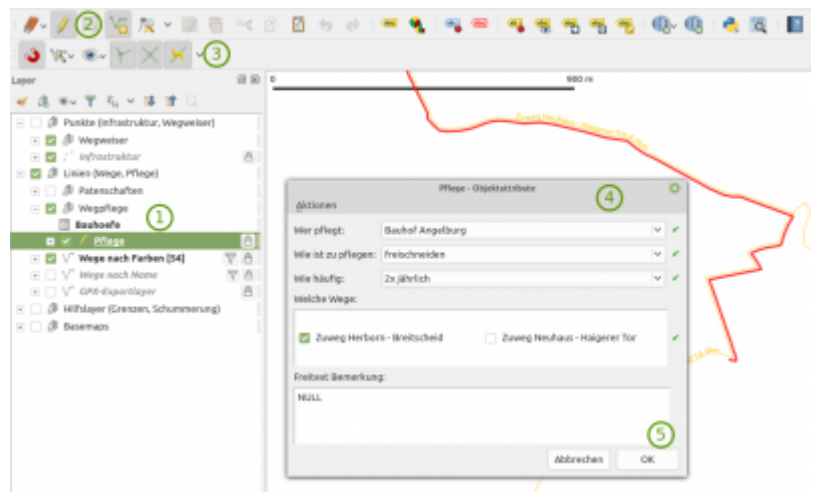 2
3
Layer
0
900 m
Punkte (Infrastruktur, Wegweiser)
Wegweiser
Infrastruktur
Linien (Wege, Pflege)
Patenschaften
Wegpflege
1
Bauhoefe
Pflege
Wege nach Farben [54]
Wege nach Name
GPX-Exportlayer
Hilfslayer (Grenzen, Schummerung)
Basemaps
Pflege - Objektattribute
4
Aktionen
Wer pflegt:
Bauhof Angelburg
Wie ist zu pflegen:
freischneiden
Wie häufig:
2x jährlich
Welche Wege:
Zuweg Herborn - Breitscheid
Zuweg Neuhaus - Haigerer Tor
Freitext Bemerkung:
NULL
5
Abbrechen
OK